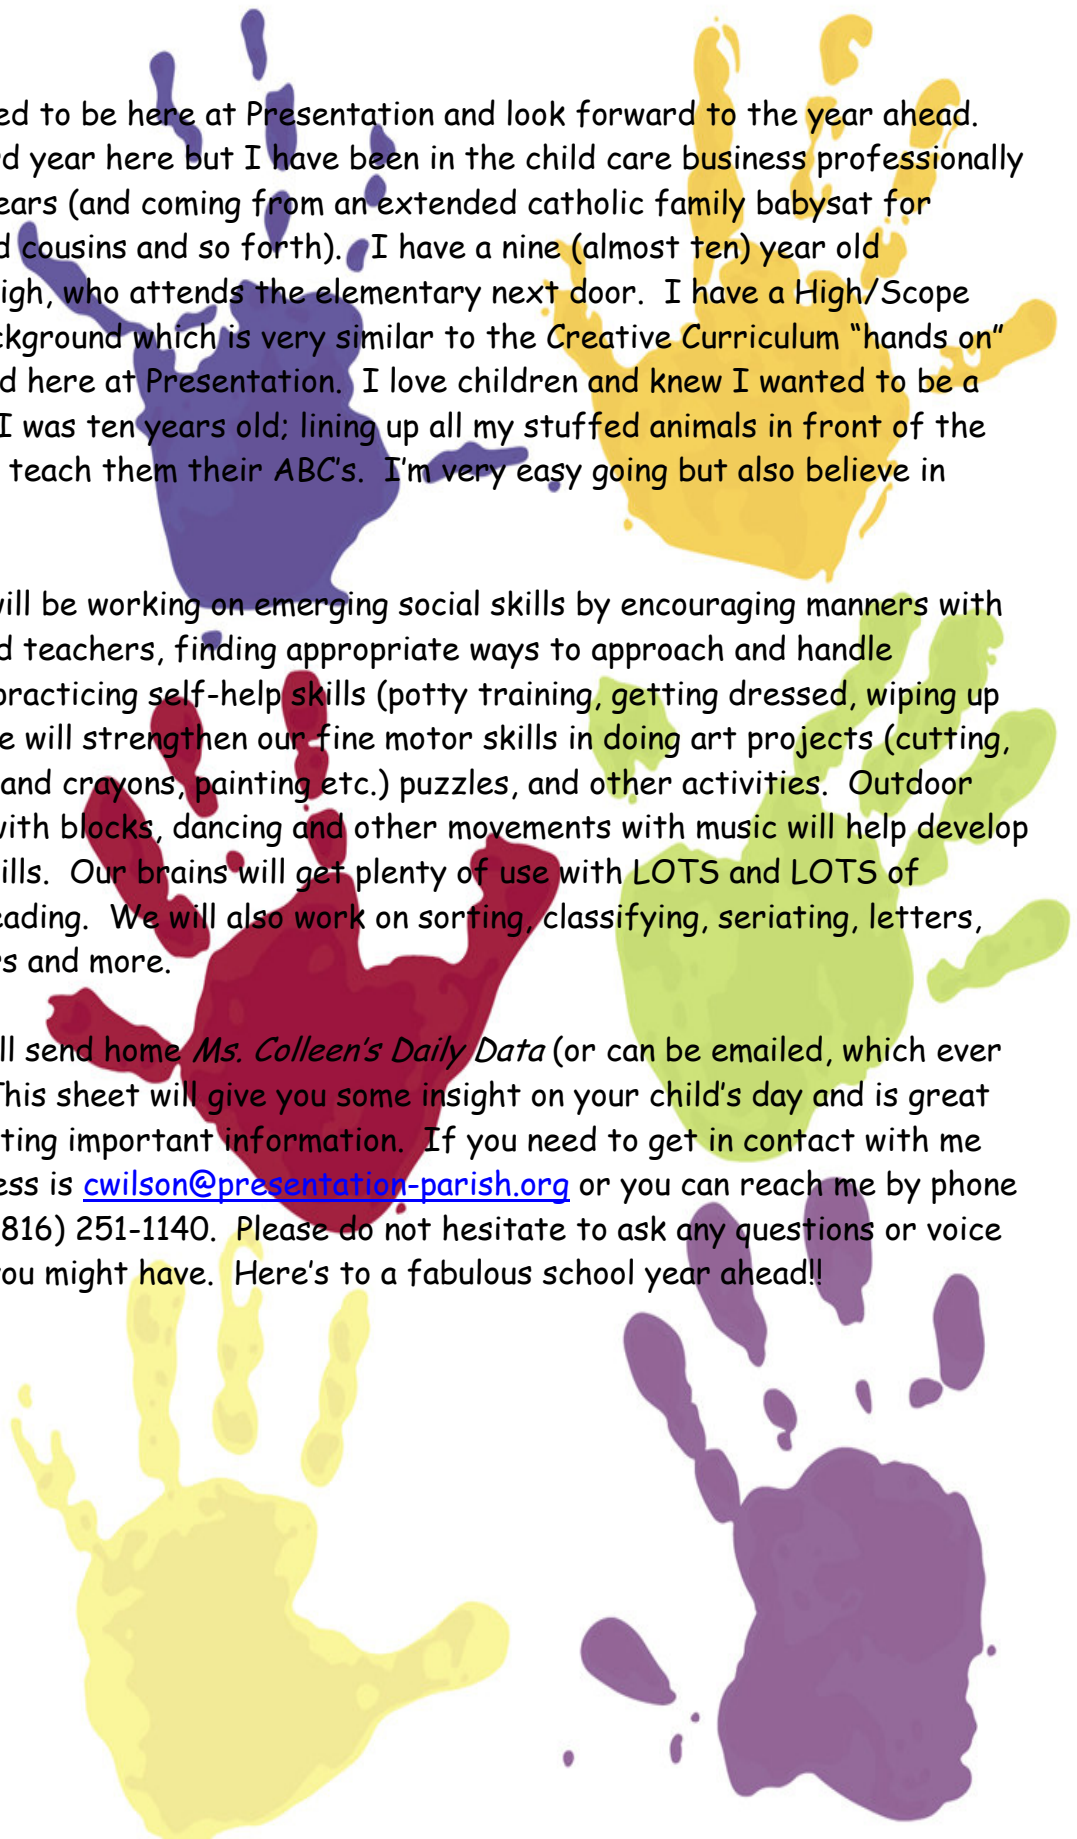 ed to be here at Presentation and look forward to the year ahead.
rd year here but I have been in the child care business professionally
ears (and coming from an extended catholic family babysat for
d cousins and so forth).  I have a nine (almost ten) year old
igh, who attends the elementary next door.  I have a High/Scope
ckground which is very similar to the Creative Curriculum “hands on”
d here at Presentation.  I love children and knew I wanted to be a
I was ten years old; lining up all my stuffed animals in front of the
teach them their ABC’s.  I’m very easy going but also believe in
will be working on emerging social skills by encouraging manners with
d teachers, finding appropriate ways to approach and handle
practicing self-help skills (potty training, getting dressed, wiping up
e will strengthen our fine motor skills in doing art projects (cutting,
and crayons, painting etc.) puzzles, and other activities.  Outdoor
with blocks, dancing and other movements with music will help develop
ills.  Our brains will get plenty of use with LOTS and LOTS of
eading.  We will also work on sorting, classifying, seriating, letters,
rs and more.
ll send home Ms. Colleen’s Daily Data (or can be emailed, which ever
This sheet will give you some insight on your child’s day and is great
ting important information.  If you need to get in contact with me
ess is cwilson@presentation-parish.org or you can reach me by phone
816) 251-1140.  Please do not hesitate to ask any questions or voice
you might have.  Here’s to a fabulous school year ahead!!